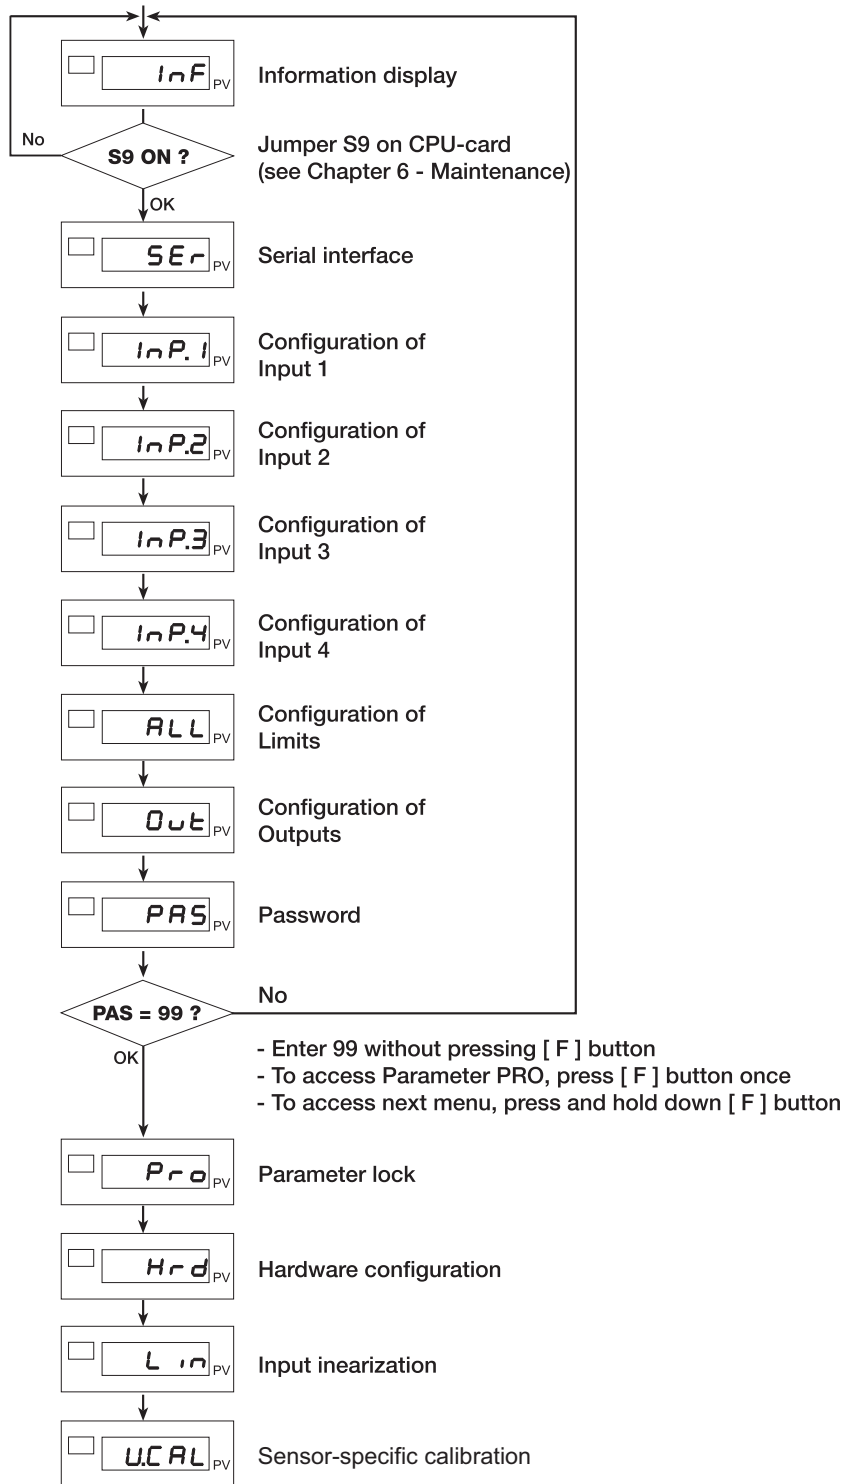 InF PV
Information display
No
S9 ON ?
Jumper S9 on CPU-card
(see Chapter 6 - Maintenance)
OK
SEr PV
Serial interface
InP.1 PV
Configuration of
Input 1
InP.2 PV
Configuration of
Input 2
InP.3 PV
Configuration of
Input 3
InP.4 PV
Configuration of
Input 4
ALL PV
Configuration of
Limits
Out PV
Configuration of
Outputs
PAS PV
Password
PAS = 99 ?
No
OK
- Enter 99 without pressing [ F ] button
- To access Parameter PRO, press [ F ] button once
- To access next menu, press and hold down [ F ] button
Pro PV
Parameter lock
Hrd PV
Hardware configuration
Lin PV
Input inearization
U.CAL PV
Sensor-specific calibration